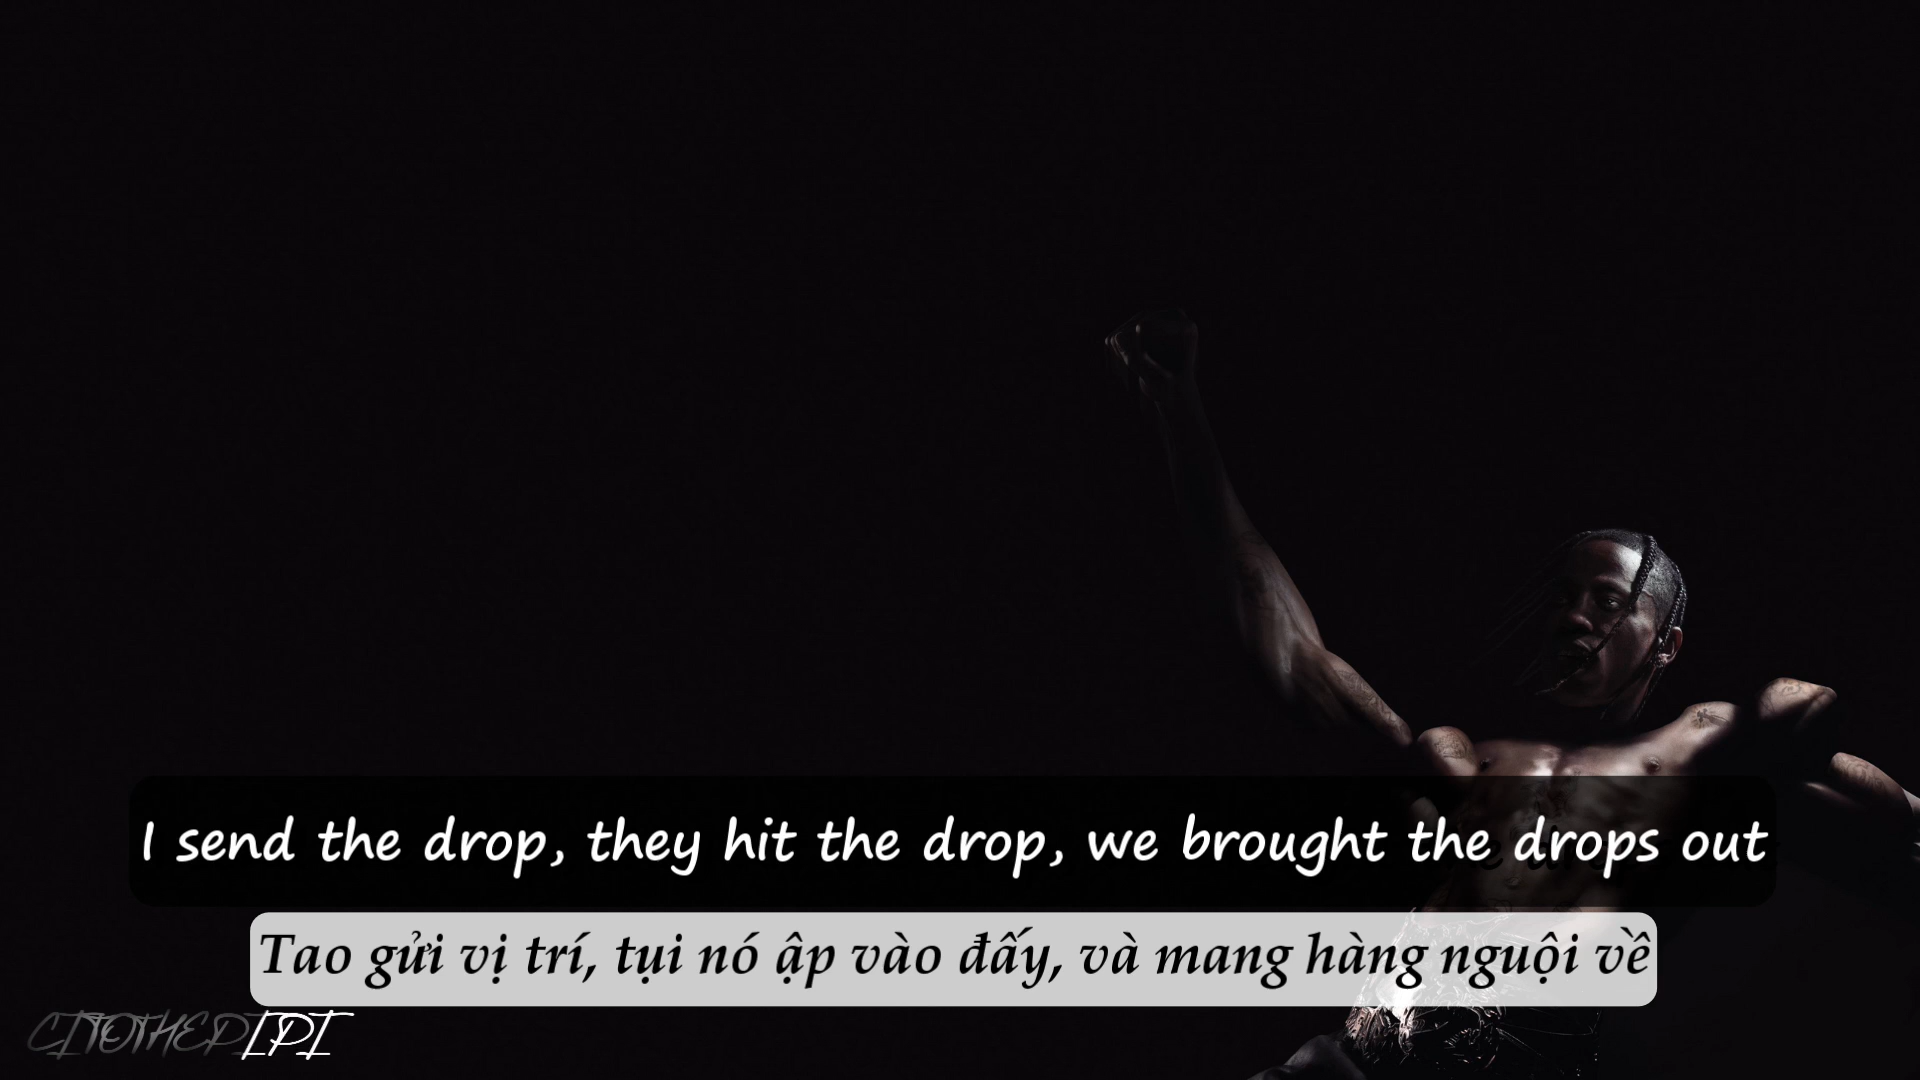 I send the drop, they hit the drop, we brought the drops out
Tao gửi vị trí, tụi nó ập vào đấy, và mang hàng nguội về